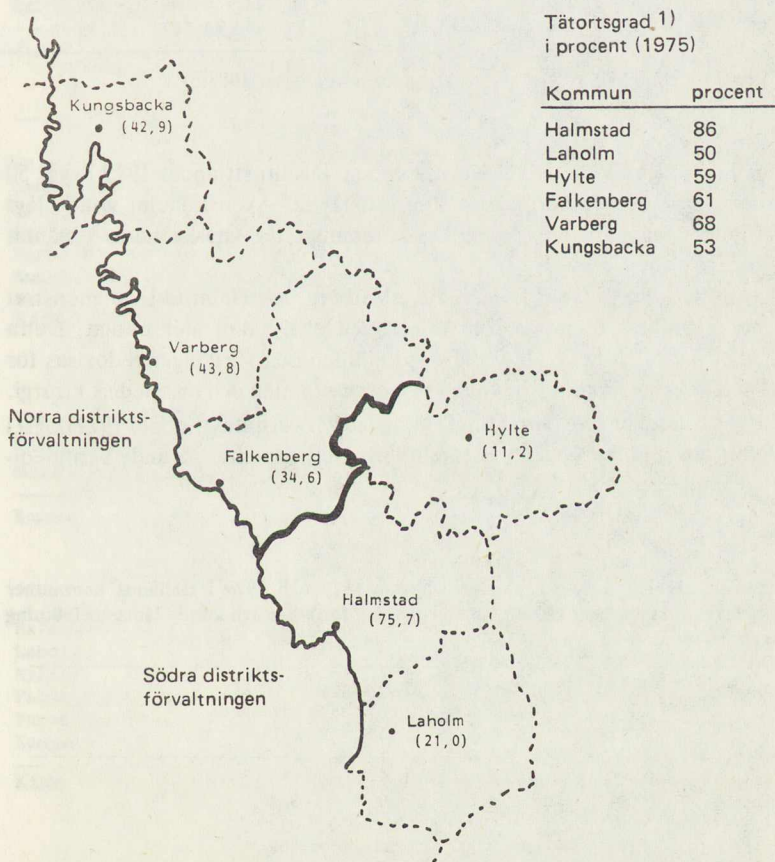 Tätortsgrad 1)
i procent (1975)
Kommun procent
Halmstad 86
Laholm 50
Hylte 59
Falkenberg 61
Varberg 68
Kungsbacka 53
Kungsbacka
(42,9)
Varberg
(43,8)
Norra distrikts-
förvaltningen
Falkenberg
(34,6)
Hylte
(11,2)
Halmstad
(75,7)
Södra distrikts-
förvaltningen
Laholm
(21,0)